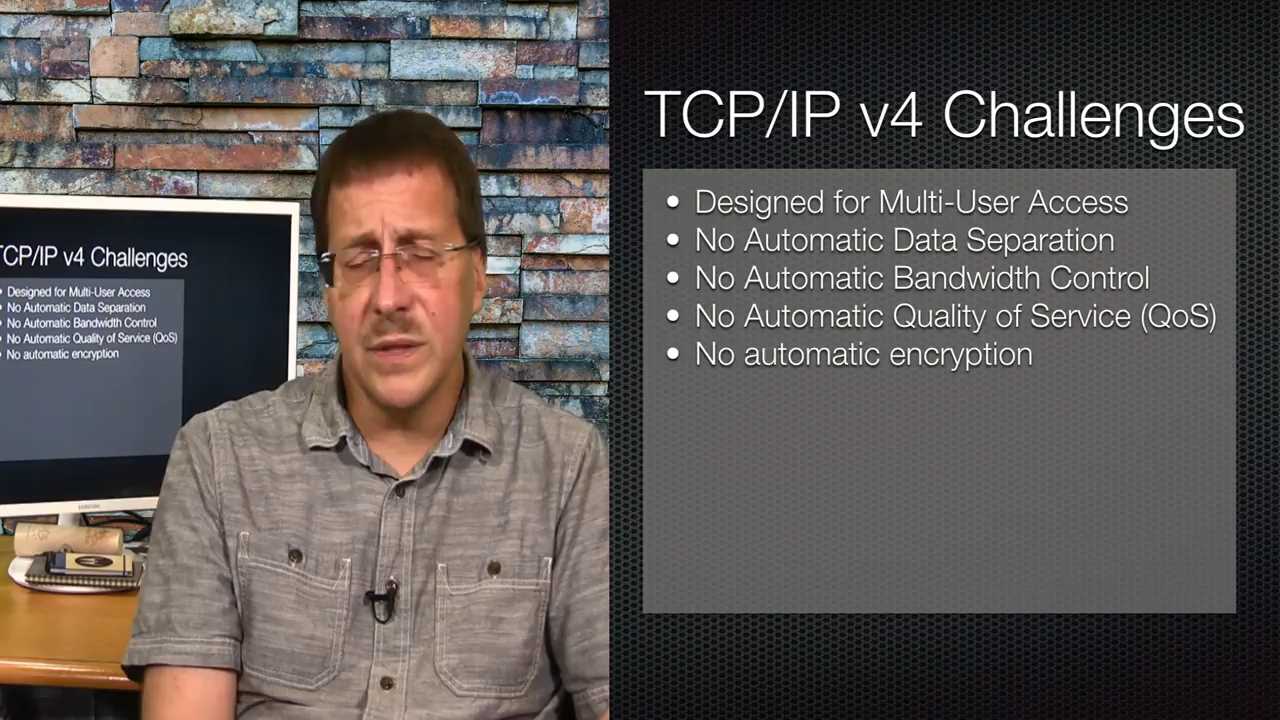 TCP/IP v4 Challenges
• Designed for Multi-User Access
• No Automatic Data Separation
• No Automatic Bandwidth Control
• No Automatic Quality of Service (QoS)
• No automatic encryption
TCP/IP v4 Challenges
Designed for Multi-User Access
No Automatic Data Separation
No Automatic Bandwidth Control
No Automatic Quality of Service (QoS)
No automatic encryption
SAMSUNG